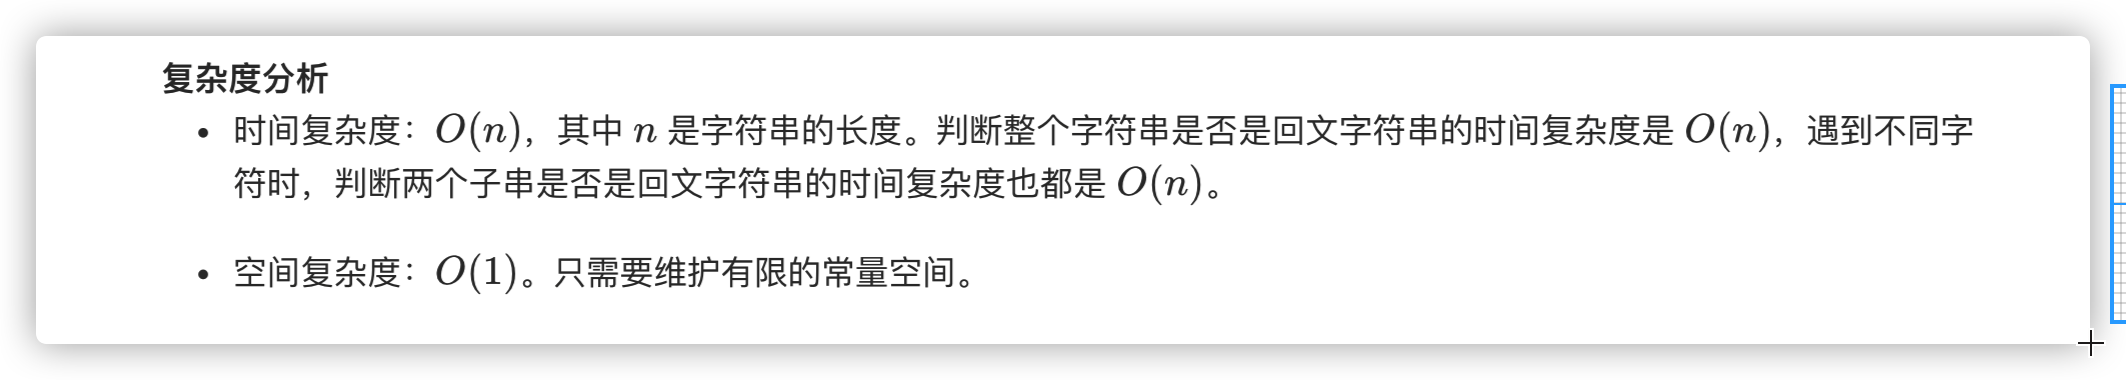 复杂度分析
• 时间复杂度：O(n)，其中 n 是字符串的长度。判断整个字符串是否是回文字符串的时间复杂度是 O(n)，遇到不同字
符时，判断两个子串是否是回文字符串的时间复杂度也都是 O(n)。
• 空间复杂度：O(1)。只需要维护有限的常量空间。